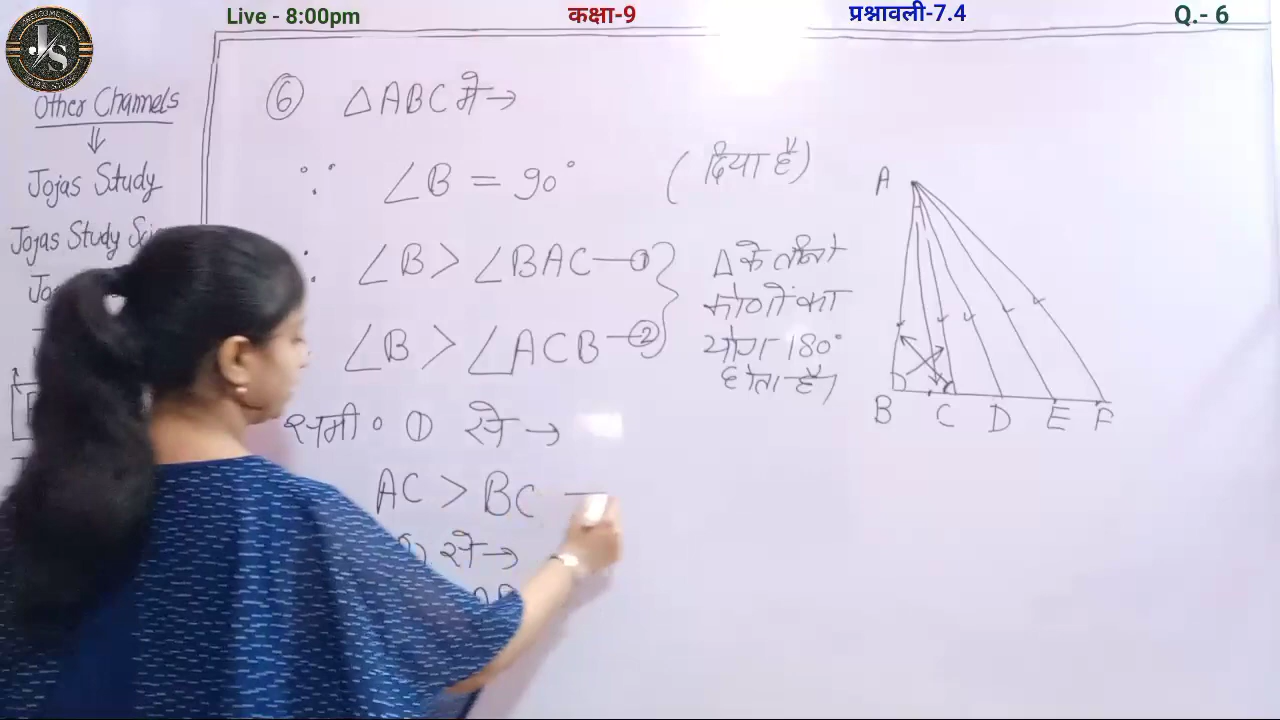 Live - 8:00pm कक्षा-9 प्रश्नावली-7.4 Q.- 6
JS
Other Channels
⇓
Jojas Study
Jojas Study
⑥ △ABC में →
∵ ∠B = 90° (दिया है)
∠B > ∠BAC —①
∠B > ∠ACB —②
△ के तीनों
कोणों का
योग 180°
होता है।
समी० ① से →
AC > BC —
से →
A
B C D E F